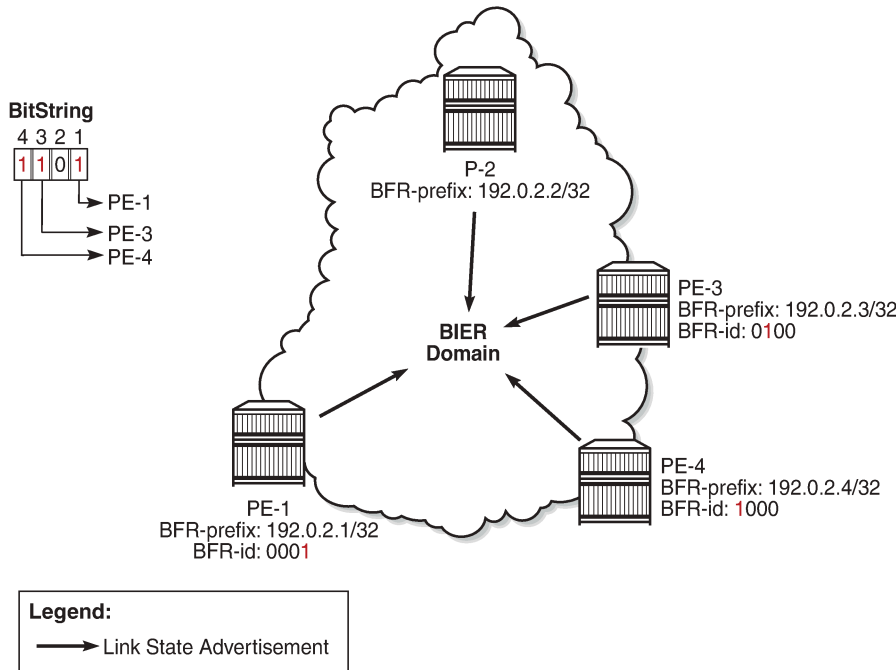 BitString
4 3 2 1
1 1 0 1
PE-1
PE-3
PE-4
P-2
BFR-prefix: 192.0.2.2/32
PE-3
BFR-prefix: 192.0.2.3/32
BFR-id: 0100
BIER
Domain
PE-4
BFR-prefix: 192.0.2.4/32
BFR-id: 1000
PE-1
BFR-prefix: 192.0.2.1/32
BFR-id: 0001
Legend:
Link State Advertisement